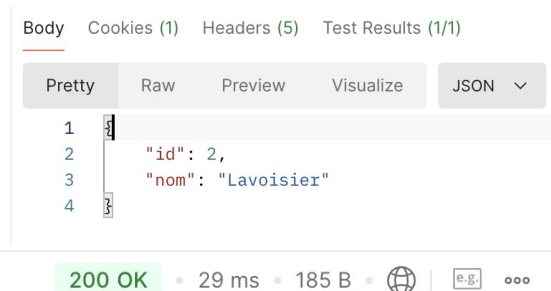 Body Cookies (1) Headers (5) Test Results (1/1)
Pretty Raw Preview Visualize JSON
1 {
2 "id": 2,
3 "nom": "Lavoisier"
4 }
200 OK • 29 ms • 185 B • e.g. ooo